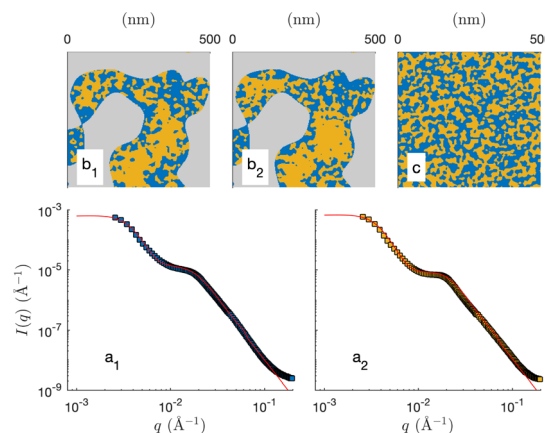 (nm) (nm) (nm)
0 500 0 500 0 50
b1 b2 c
10^-3 10^-5 10^-7 10^-9
I(q) (Å^-1)
a1 a2
10^-3 10^-2 10^-1 10^-3 10^-2 10^-1
q (Å^-1) q (Å^-1)